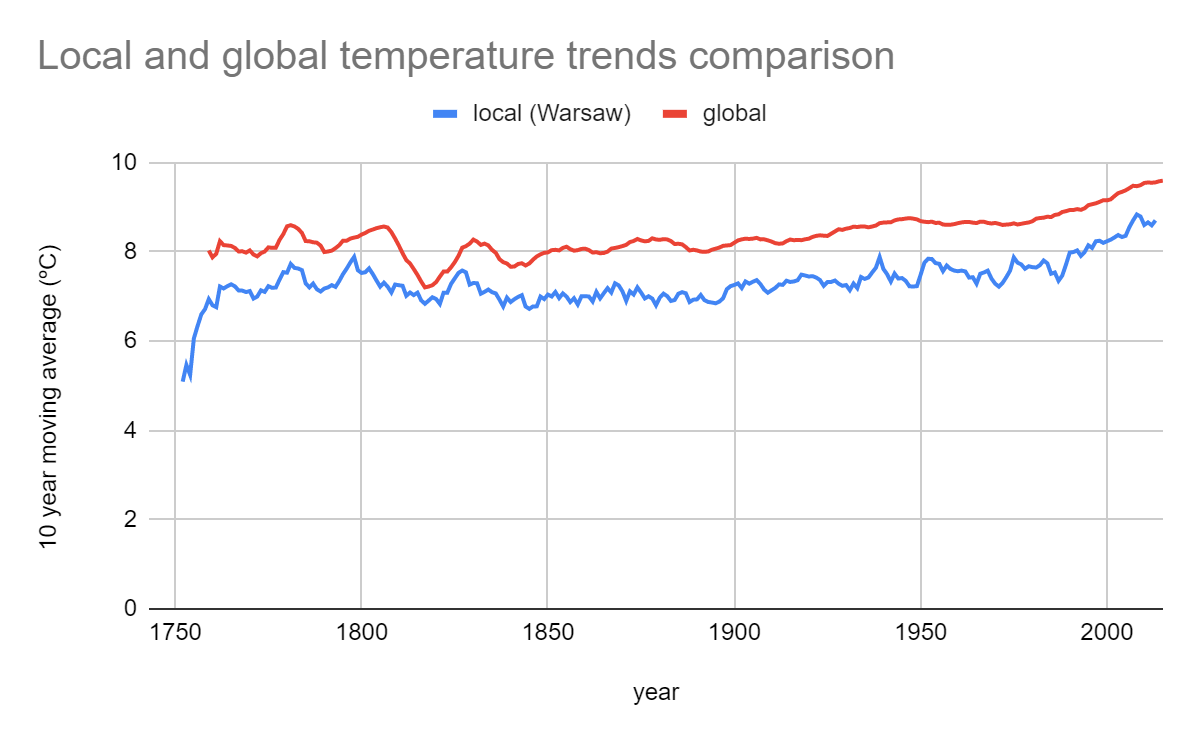 Local and global temperature trends comparison
local (Warsaw) global
10 year moving average (°C)
10
8
6
4
2
0
1750 1800 1850 1900 1950 2000
year